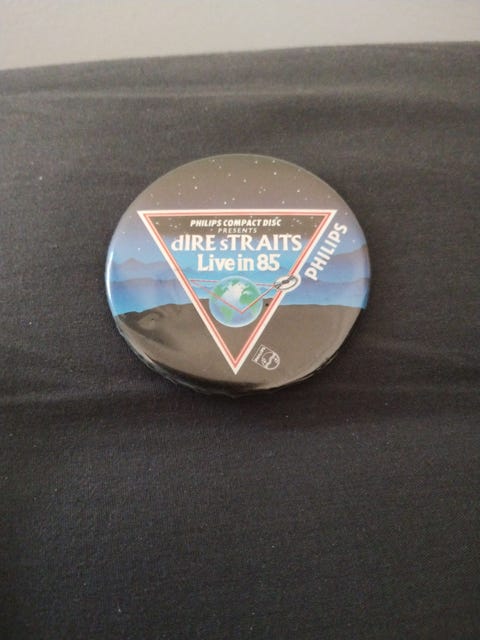 PHILIPS COMPACT DISC
PRESENTS
dIRE sTRAITS
Live in 85
PHILIPS